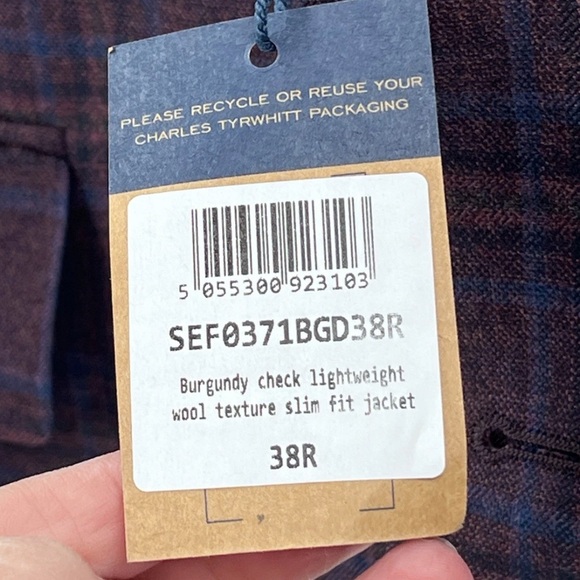 PLEASE RECYCLE OR REUSE YOUR
CHARLES TYRWHITT PACKAGING
5 055300 923103
SEF0371BGD38R
Burgundy check lightweight
wool texture slim fit jacket
38R